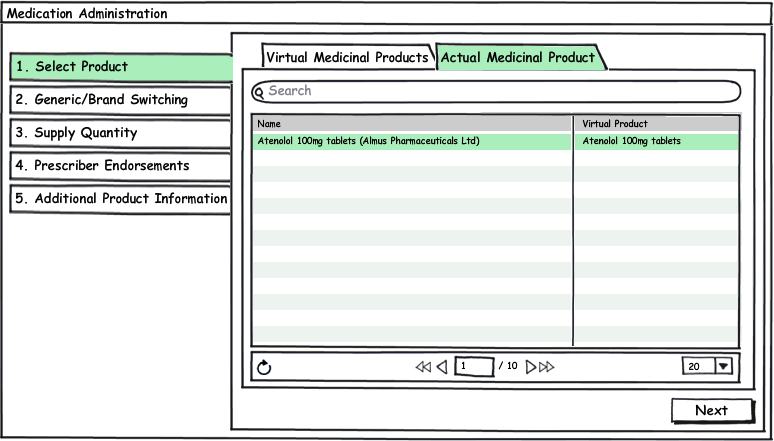 Medication Administration
1. Select Product
2. Generic/Brand Switching
3. Supply Quantity
4. Prescriber Endorsements
5. Additional Product Information
Virtual Medicinal Products
Actual Medicinal Product
Search
Name
Virtual Product
Atenolol 100mg tablets (Almus Pharmaceuticals Ltd)
Atenolol 100mg tablets
1
/ 10
20
Next